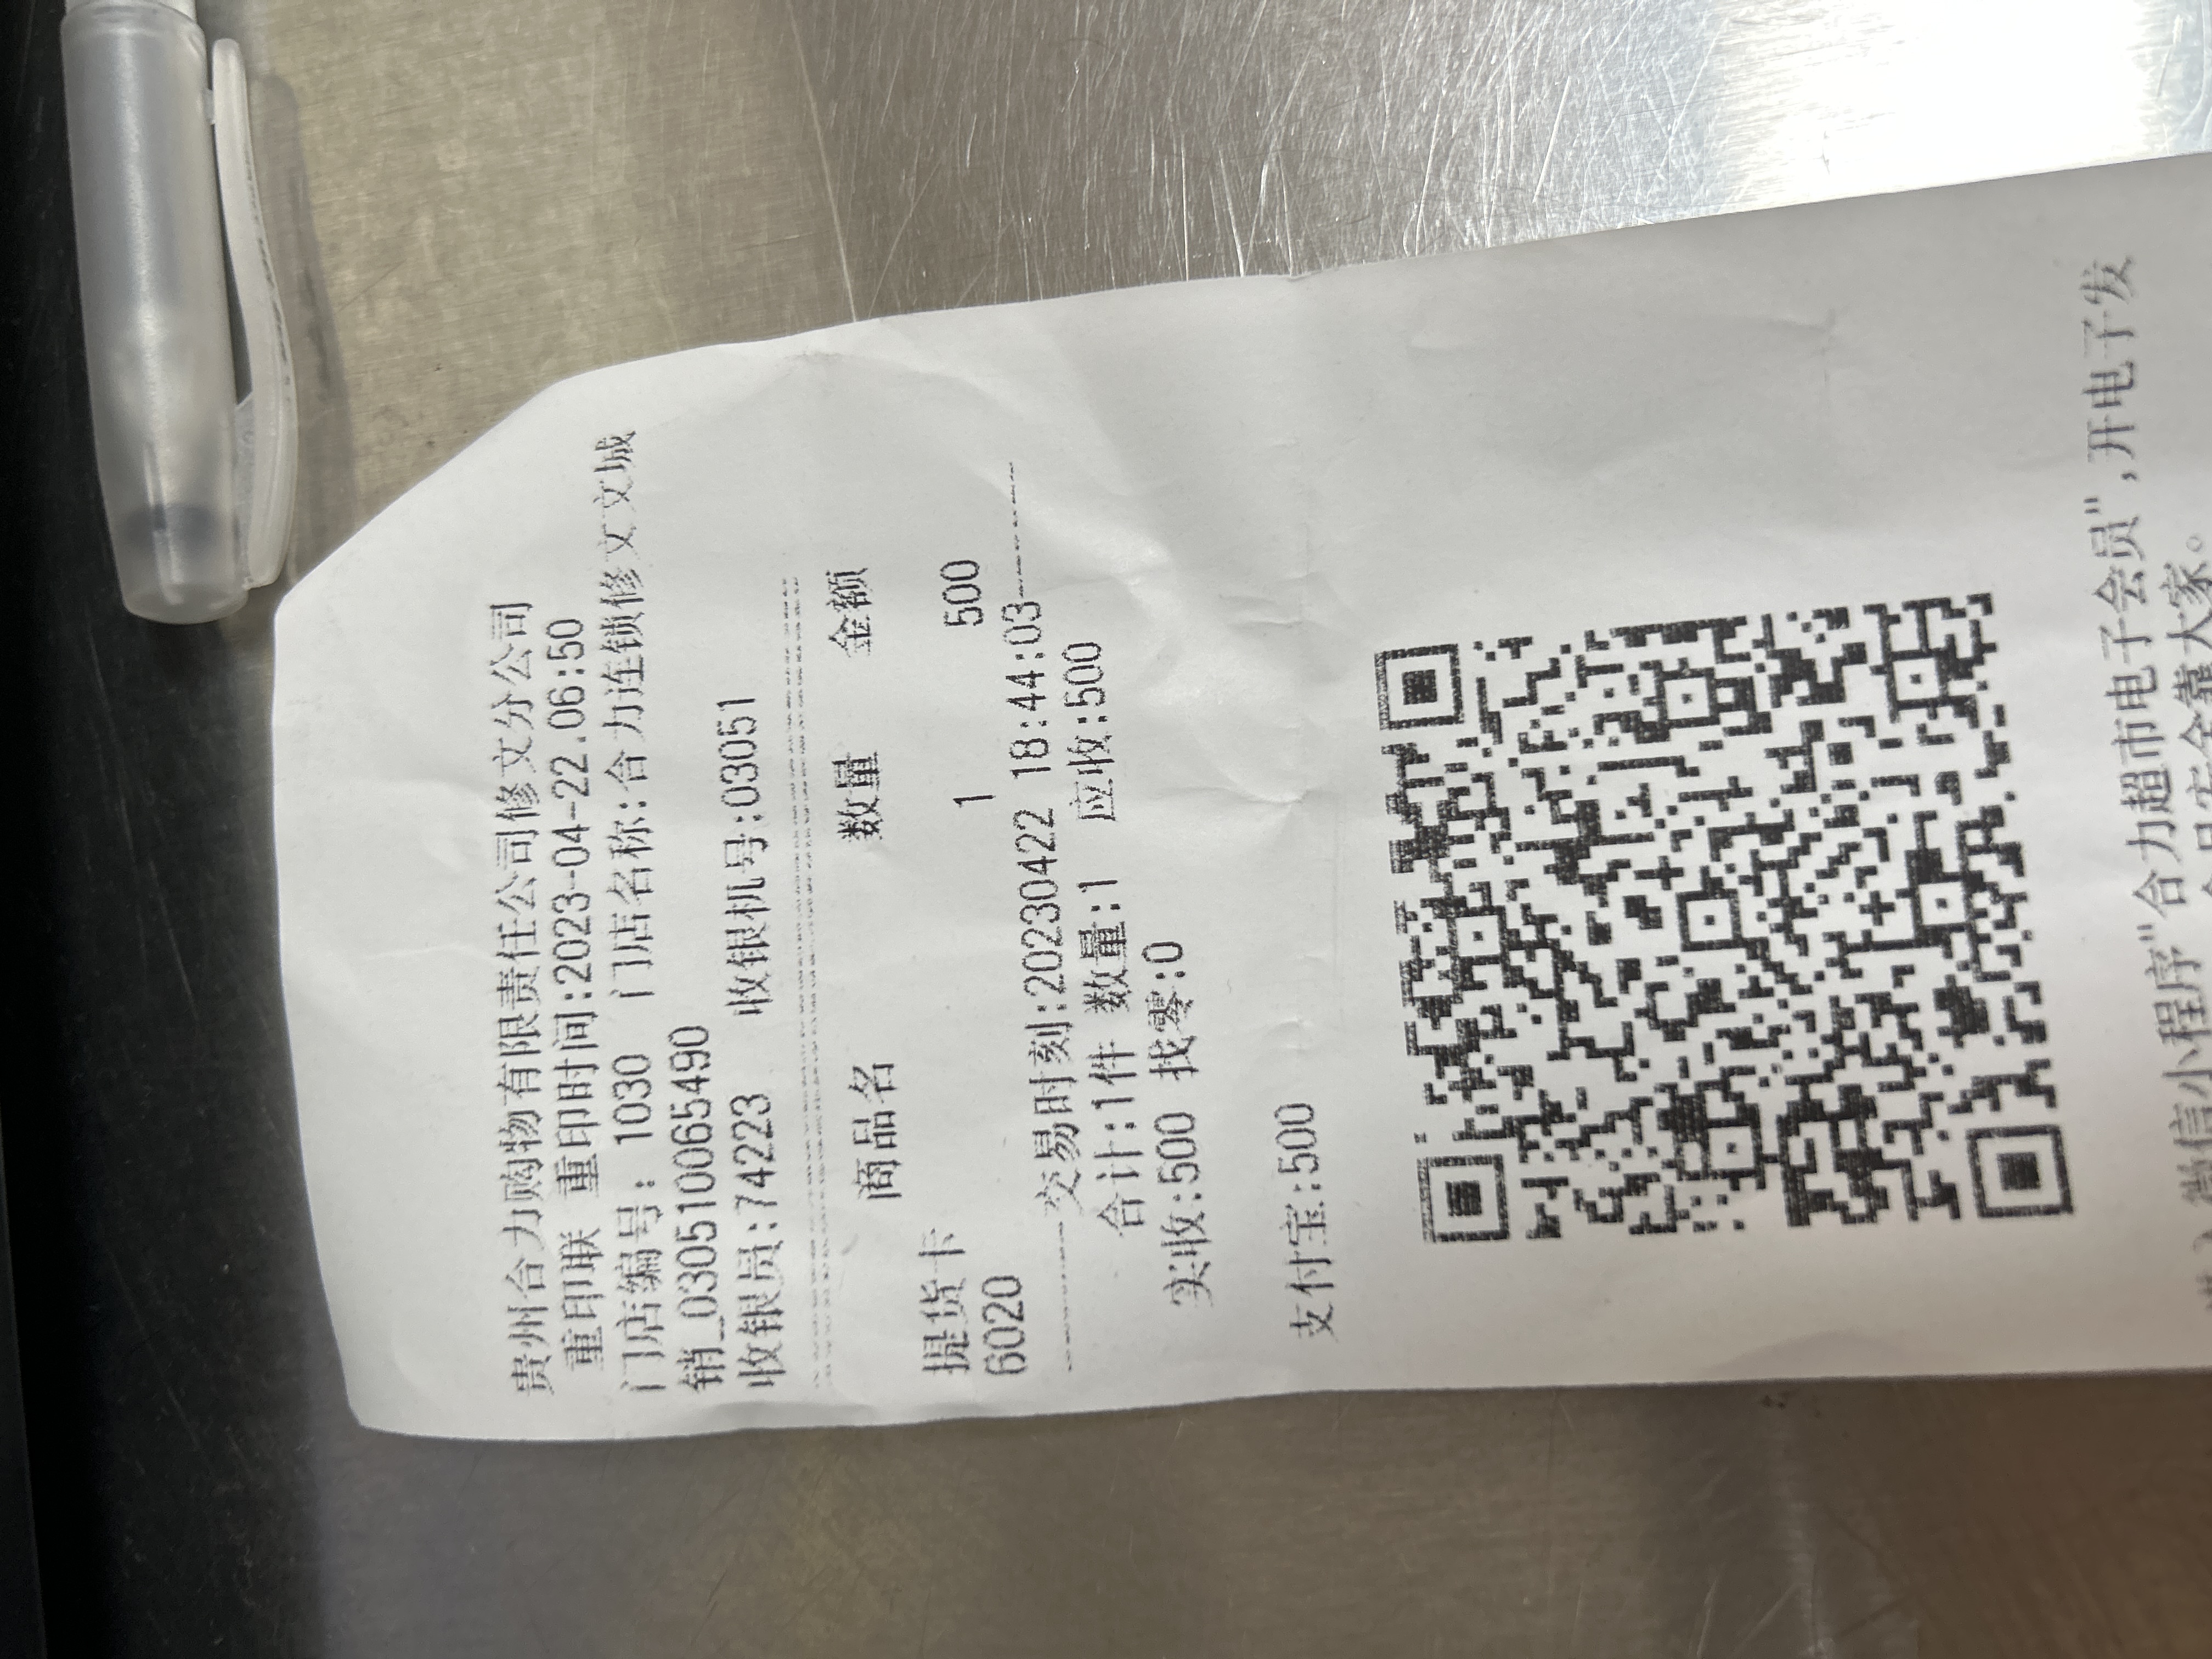 贵州合力购物有限责任公司修文分公司
重印联 重印时间:2023-04-22.06:50
门店编号: 1030 门店名称:合力连锁修文文城
销_0305110065490
收银员:74223 收银机号:03051
商品名 数量 金额
提货卡
6020 1 500
交易时刻:20230422 18:44:03
合计:1件 数量:1 应收:500
实收:500 找零:0
支付宝:500
微信小程序"合力超市电子会员",开电子发
全靠大家。